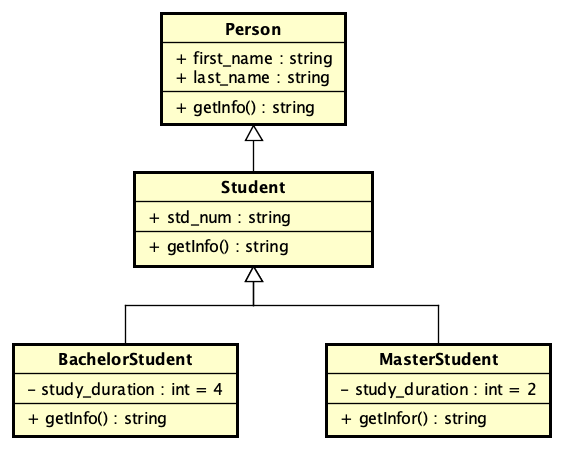 Person
+ first_name : string
+ last_name : string
+ getInfo() : string
Student
+ std_num : string
+ getInfo() : string
BachelorStudent
– study_duration : int = 4
+ getInfo() : string
MasterStudent
– study_duration : int = 2
+ getInfor() : string